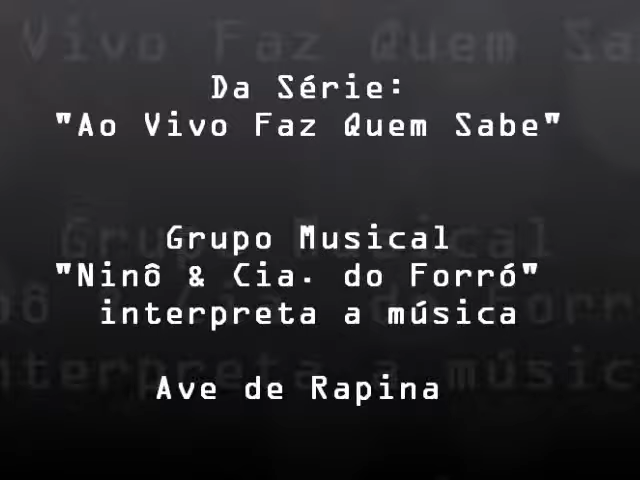 Da Série:
"Ao Vivo Faz Quem Sabe"
Grupo Musical
"Ninô & Cia. do Forró"
interpreta a música
Ave de Rapina